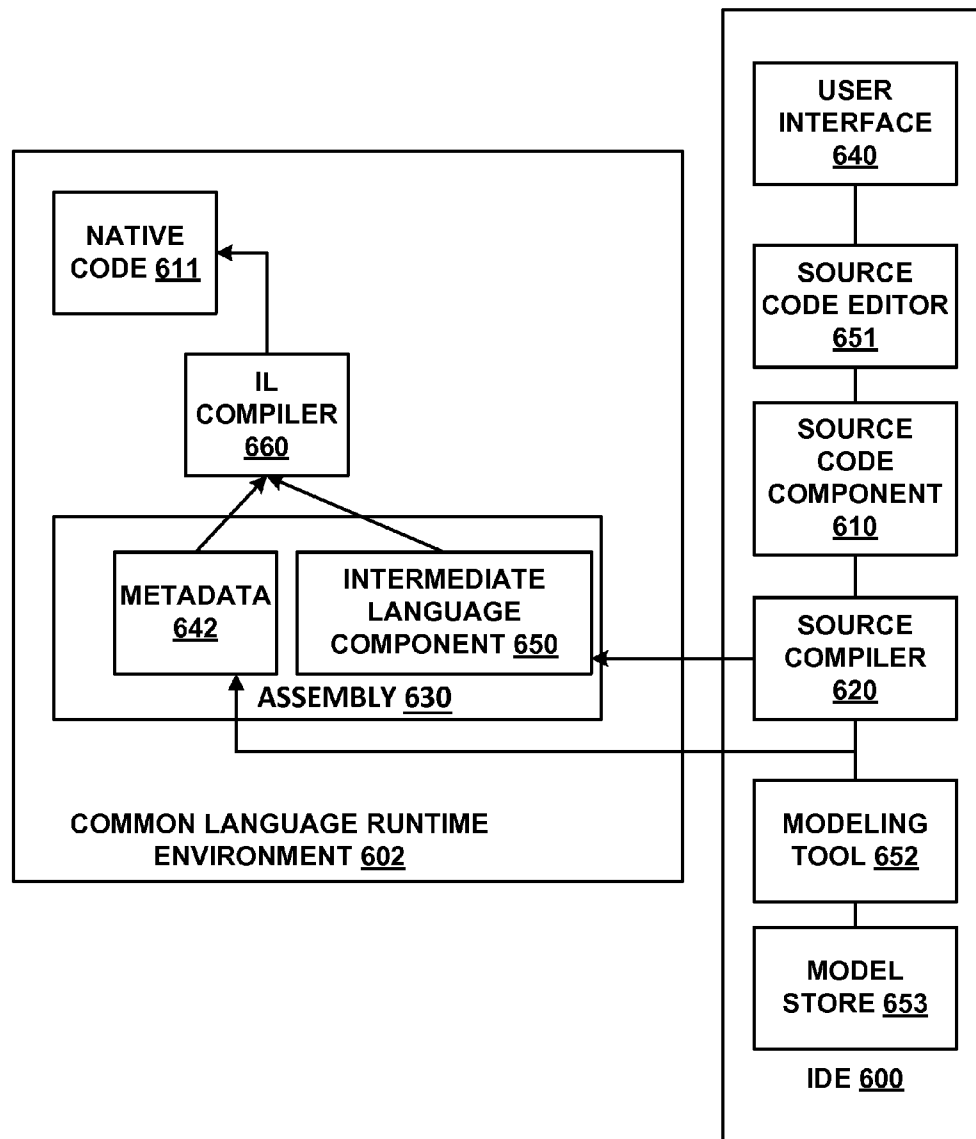 USER
INTERFACE
640
NATIVE
CODE 611
SOURCE
CODE EDITOR
651
IL
COMPILER
660
SOURCE
CODE
COMPONENT
610
METADATA
642
INTERMEDIATE
LANGUAGE
COMPONENT 650
SOURCE
COMPILER
620
ASSEMBLY 630
COMMON LANGUAGE RUNTIME
ENVIRONMENT 602
MODELING
TOOL 652
MODEL
STORE 653
IDE 600